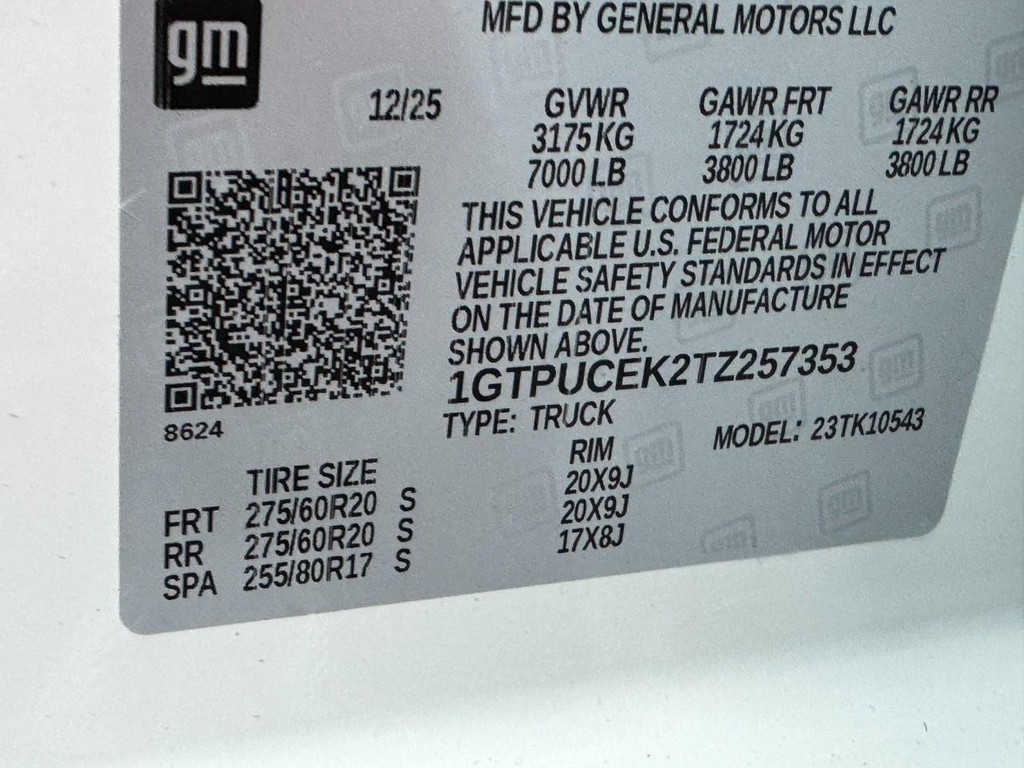 gm
MFD BY GENERAL MOTORS LLC
12/25 GVWR GAWR FRT GAWR RR
3175 KG 1724 KG 1724 KG
7000 LB 3800 LB 3800 LB
THIS VEHICLE CONFORMS TO ALL
APPLICABLE U.S. FEDERAL MOTOR
VEHICLE SAFETY STANDARDS IN EFFECT
ON THE DATE OF MANUFACTURE
SHOWN ABOVE.
1GTPUCEK2TZ257353
TYPE: TRUCK
MODEL: 23TK10543
8624
TIRE SIZE RIM
FRT 275/60R20 S 20X9J
RR 275/60R20 S 20X9J
SPA 255/80R17 S 17X8J